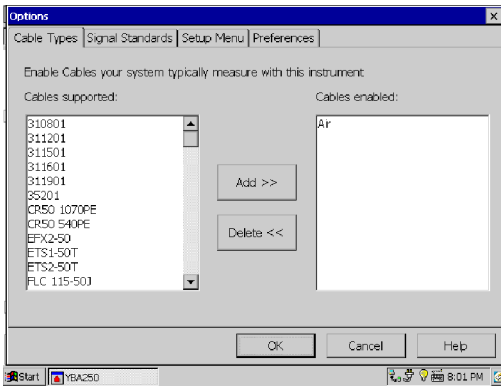 Options
Cable Types Signal Standards Setup Menu Preferences
Enable Cables your system typically measure with this instrument
Cables supported: Cables enabled:
310801
311201
311501
311601
311901
35201
CR50 1070PE
CR50 540PE
EFX2-50
ETS1-50T
ETS2-50T
FLC 115-50J
Air
Add >>
Delete <<
OK Cancel Help
Start YBA250 8:01 PM